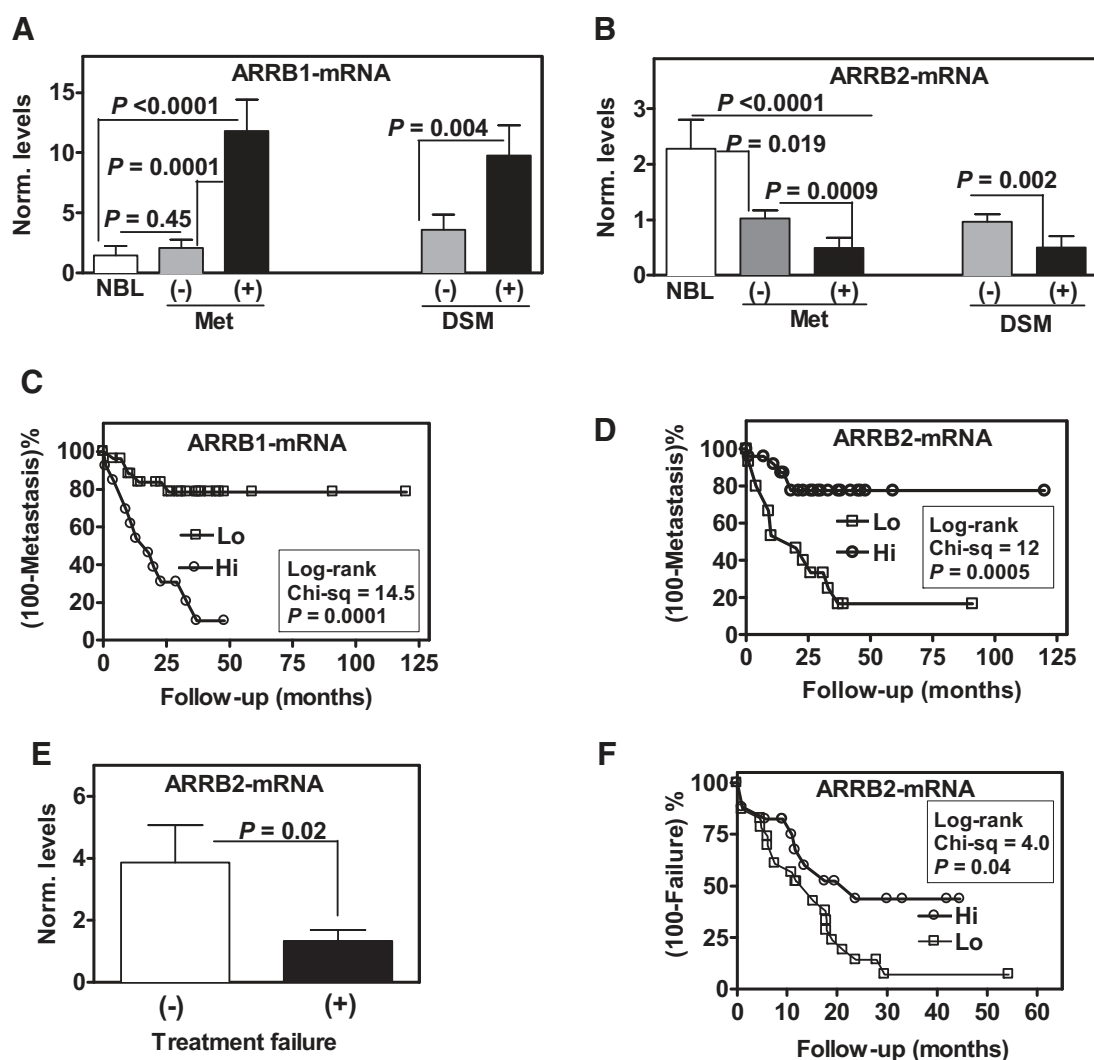 A
ARRB1-mRNA
Norm. levels
15
10
5
0
P <0.0001
P = 0.0001
P = 0.45
P = 0.004
NBL
(-)
(+)
(-)
(+)
Met
DSM
B
ARRB2-mRNA
Norm. levels
3
2
1
0
P <0.0001
P = 0.019
P = 0.0009
P = 0.002
NBL
(-)
(+)
(-)
(+)
Met
DSM
C
ARRB1-mRNA
(100-Metastasis)%
100
80
60
40
20
0
Lo
Hi
Log-rank
Chi-sq = 14.5
P = 0.0001
0 25 50 75 100 125
Follow-up (months)
D
ARRB2-mRNA
(100-Metastasis)%
100
80
60
40
20
0
Lo
Hi
Log-rank
Chi-sq = 12
P = 0.0005
0 25 50 75 100 125
Follow-up (months)
E
ARRB2-mRNA
Norm. levels
6
4
2
0
P = 0.02
(-)
(+)
Treatment failure
F
ARRB2-mRNA
(100-Failure) %
100
75
50
25
0
Log-rank
Chi-sq = 4.0
P = 0.04
Hi
Lo
0 10 20 30 40 50 60
Follow-up (months)